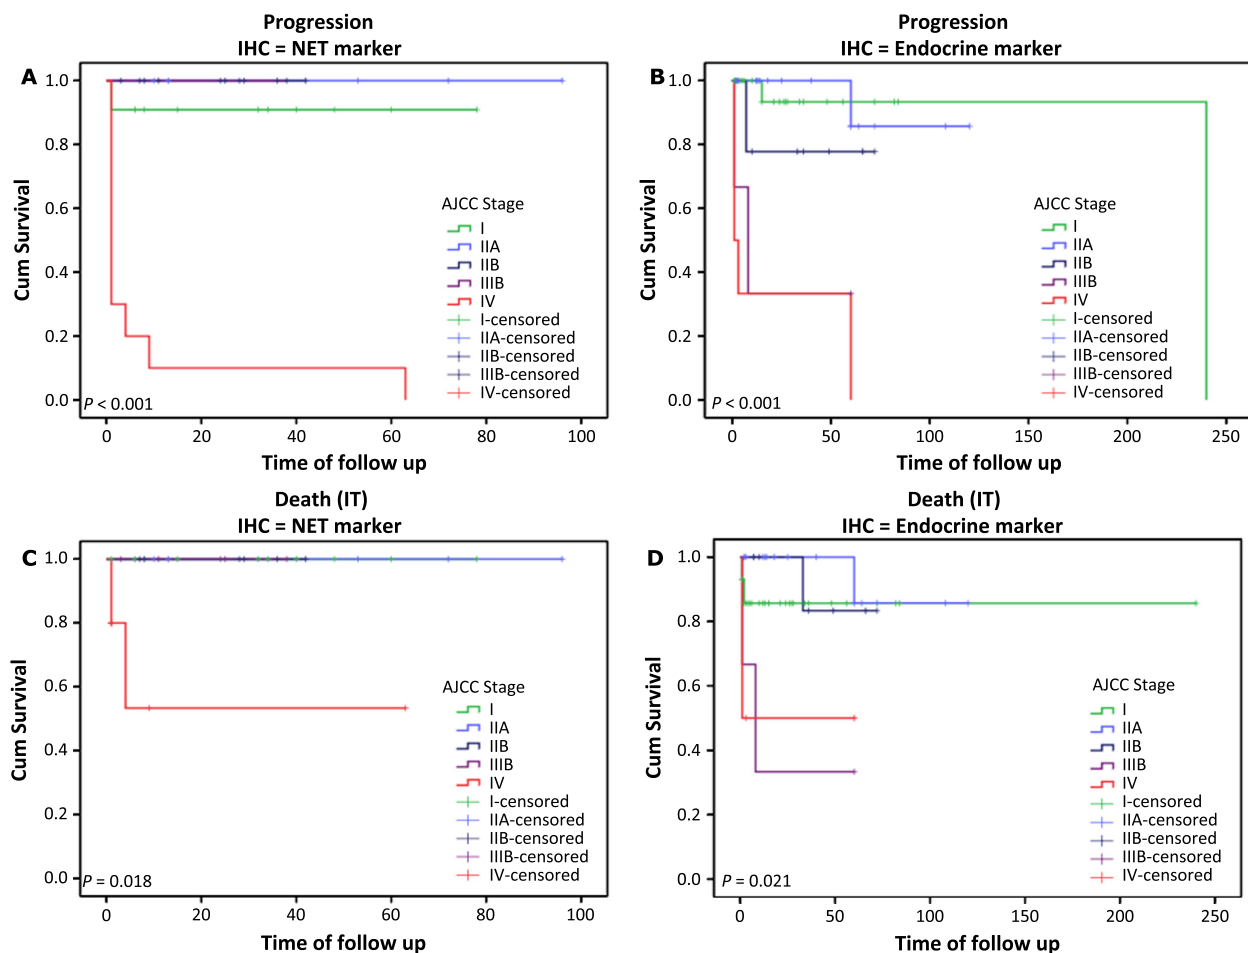 Progression
IHC = NET marker
A
1.0
0.8
0.6
0.4
0.2
0.0
Cum Survival
AJCC Stage
I
IIA
IIB
IIIB
IV
I-censored
IIA-censored
IIB-censored
IIIB-censored
IV-censored
P < 0.001
0 20 40 60 80 100
Time of follow up
Progression
IHC = Endocrine marker
B
1.0
0.8
0.6
0.4
0.2
0.0
Cum Survival
AJCC Stage
I
IIA
IIB
IIIB
IV
I-censored
IIA-censored
IIB-censored
IIIB-censored
IV-censored
P < 0.001
0 50 100 150 200 250
Time of follow up
Death (IT)
IHC = NET marker
C
1.0
0.8
0.6
0.4
0.2
0.0
Cum Survival
AJCC Stage
I
IIA
IIB
IIIB
IV
I-censored
IIA-censored
IIB-censored
IIIB-censored
IV-censored
P = 0.018
0 20 40 60 80 100
Time of follow up
Death (IT)
IHC = Endocrine marker
D
1.0
0.8
0.6
0.4
0.2
0.0
Cum Survival
AJCC Stage
I
IIA
IIB
IIIB
IV
I-censored
IIA-censored
IIB-censored
IIIB-censored
IV-censored
P = 0.021
0 50 100 150 200 250
Time of follow up